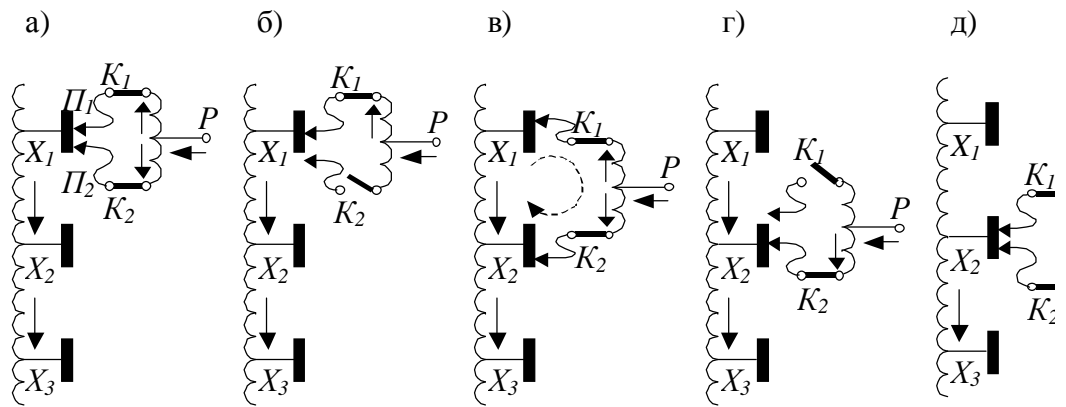 а) б) в) г) д)
К1 К1 К1 К1 К1
П1 П2 Р Р Р Р
X1 X1 X1 X1 X1
К2 К2 К2 К2 К2
X2 X2 X2 X2 X2
X3 X3 X3 X3 X3